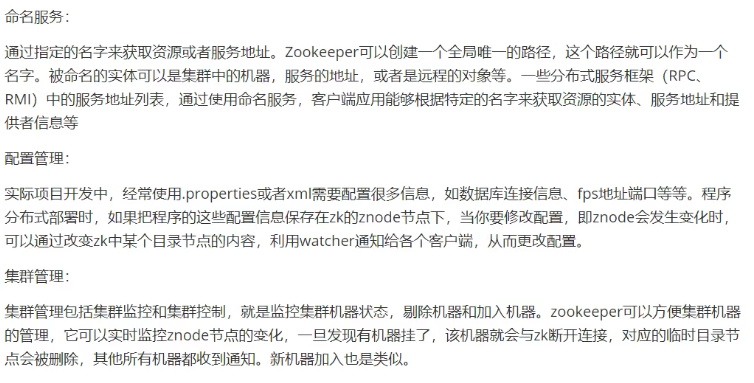 命名服务：
通过指定的名字来获取资源或者服务地址。Zookeeper可以创建一个全局唯一的路径，这个路径就可以作为一个
名字。被命名的实体可以是集群中的机器，服务的地址，或者是远程的对象等。一些分布式服务框架（RPC、
RMI）中的服务地址列表，通过使用命名服务，客户端应用能够根据特定的名字来获取资源的实体、服务地址和提
供者信息等
配置管理：
实际项目开发中，经常使用.properties或者xml需要配置很多信息，如数据库连接信息、fps地址端口等等。程序
分布式部署时，如果把程序的这些配置信息保存在zk的znode节点下，当你要修改配置，即znode会发生变化时，
可以通过改变zk中某个目录节点的内容，利用watcher通知给各个客户端，从而更改配置。
集群管理：
集群管理包括集群监控和集群控制，就是监控集群机器状态，剔除机器和加入机器。zookeeper可以方便集群机器
的管理，它可以实时监控znode节点的变化，一旦发现有机器挂了，该机器就会与zk断开连接，对应的临时目录节
点会被删除，其他所有机器都收到通知。新机器加入也是类似。